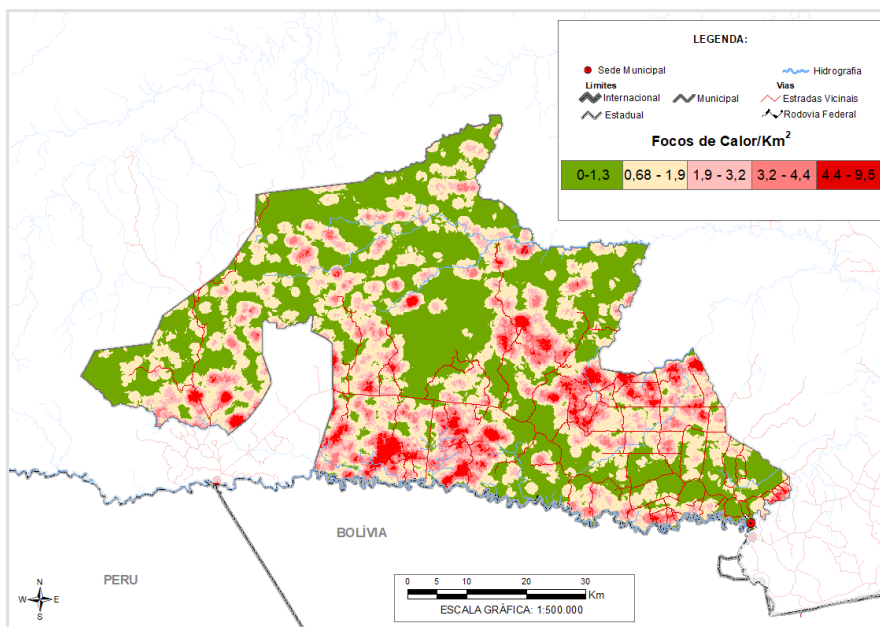 LEGENDA:
Sede Municipal
Hidrografia
Limites
Vias
Internacional
Municipal
Estradas Vicinais
Estadual
Rodovia Federal
Focos de Calor/Km²
0-1,3
0,68 - 1,9
1,9 - 3,2
3,2 - 4,4
4,4 - 9,5
BOLÍVIA
PERU
N
W E
S
0 5 10 20 30
Km
ESCALA GRÁFICA: 1:500.000